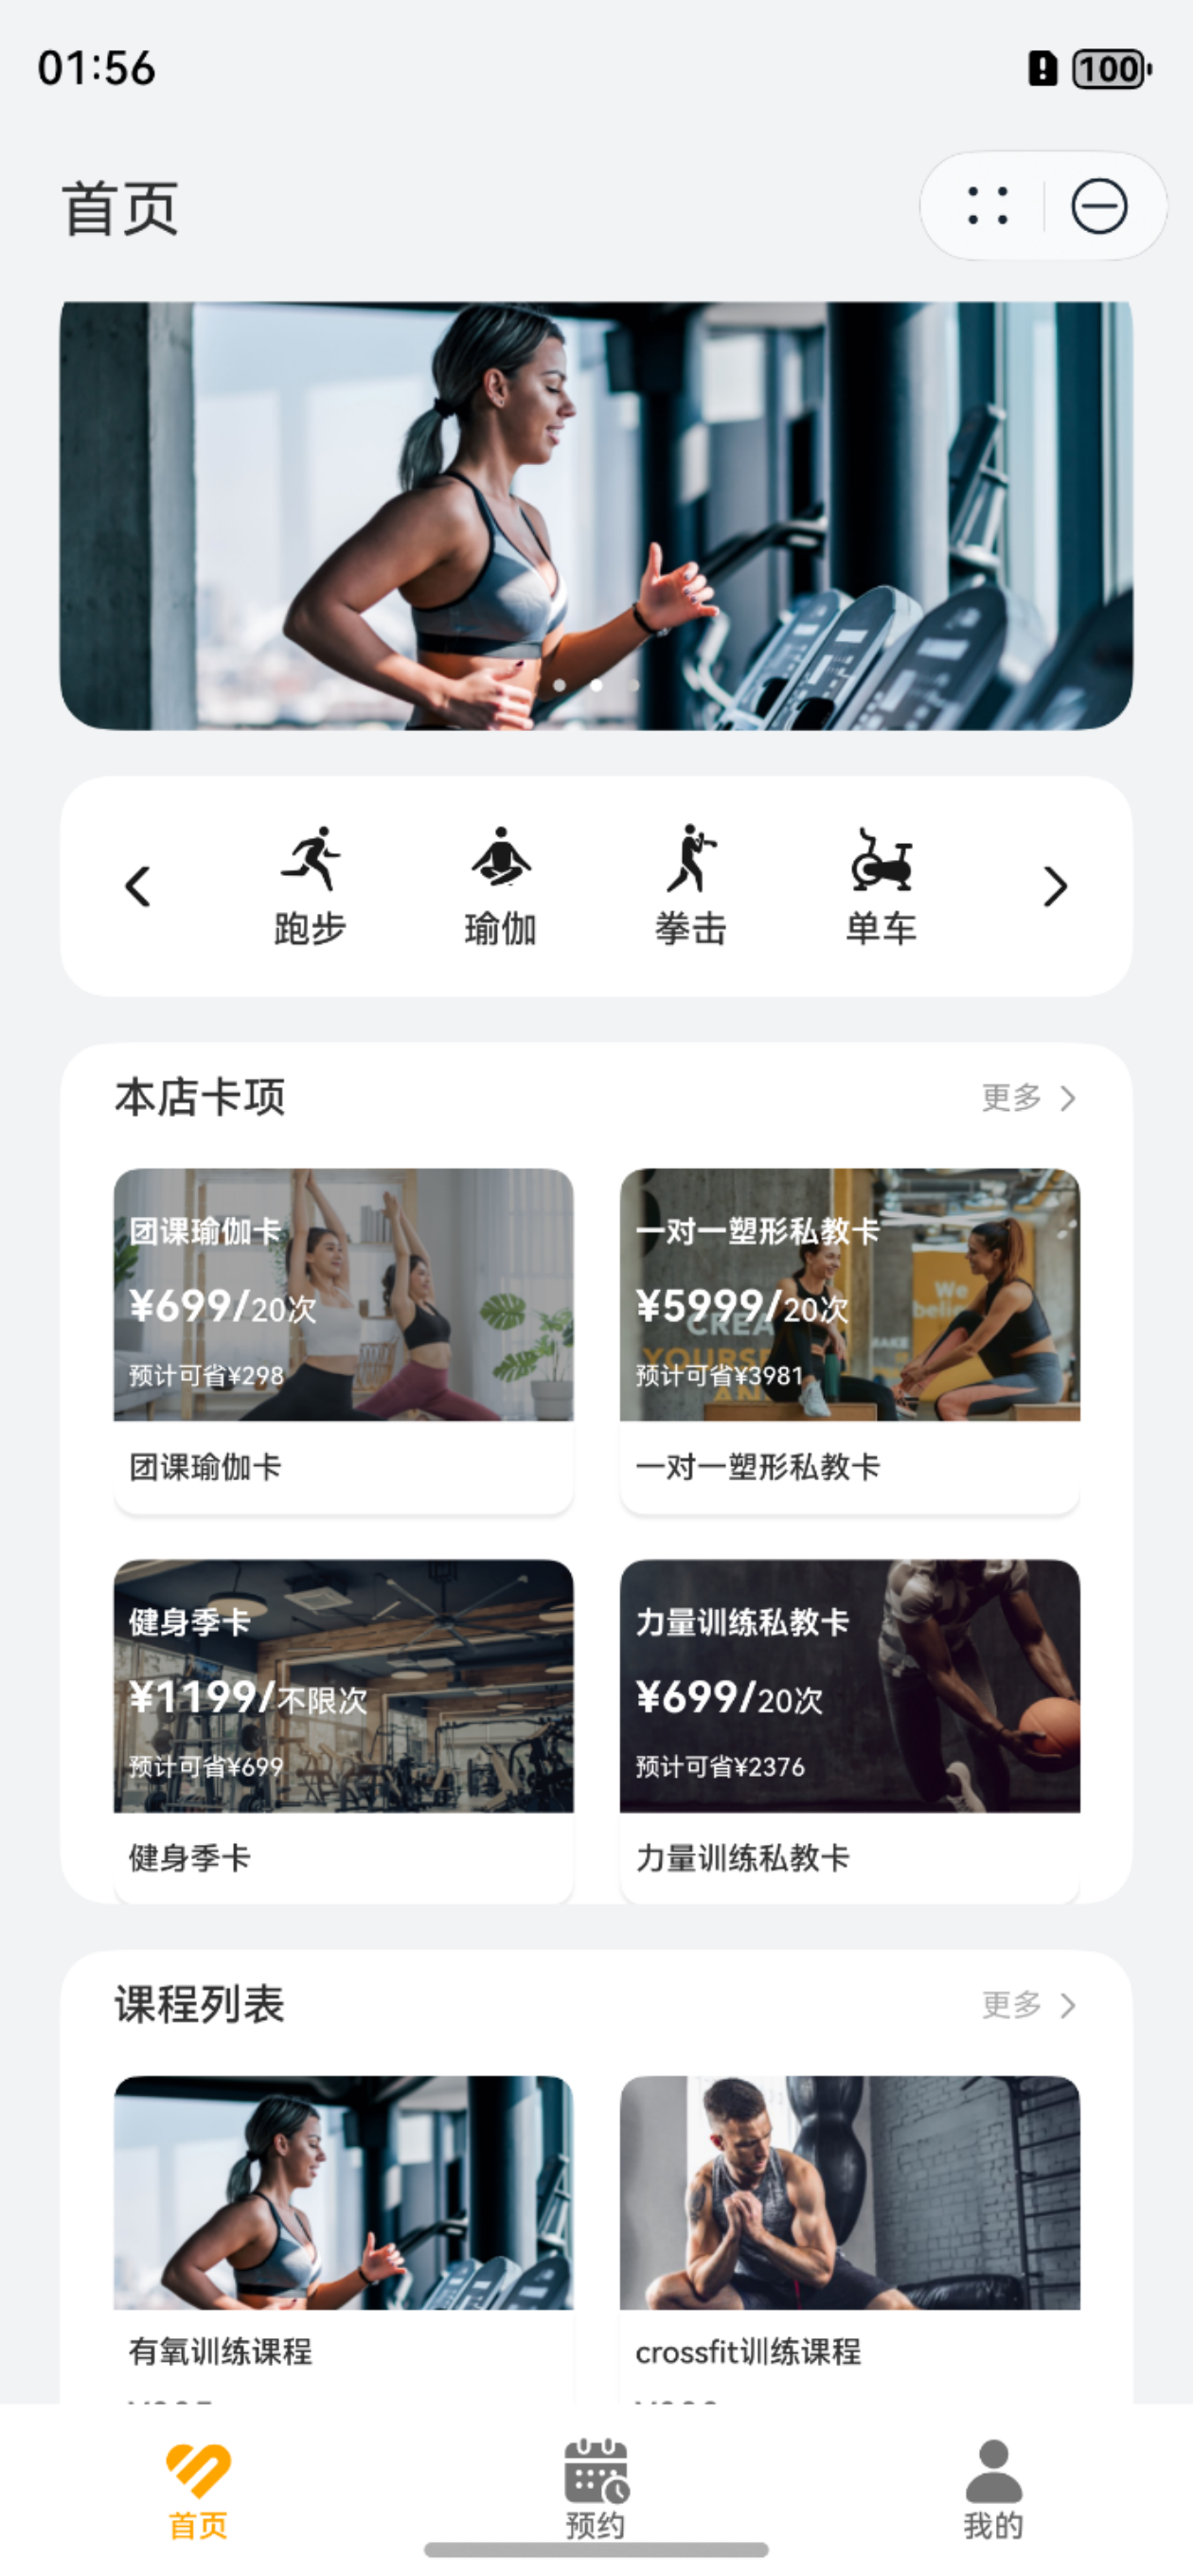 01:56
100
首页
跑步
瑜伽
拳击
单车
本店卡项
更多
团课瑜伽卡
¥699/20次
预计可省¥298
团课瑜伽卡
一对一塑形私教卡
¥5999/20次
预计可省¥3981
一对一塑形私教卡
健身季卡
¥1199/不限次
预计可省¥699
健身季卡
力量训练私教卡
¥699/20次
预计可省¥2376
力量训练私教卡
课程列表
更多
有氧训练课程
crossfit训练课程
首页
预约
我的